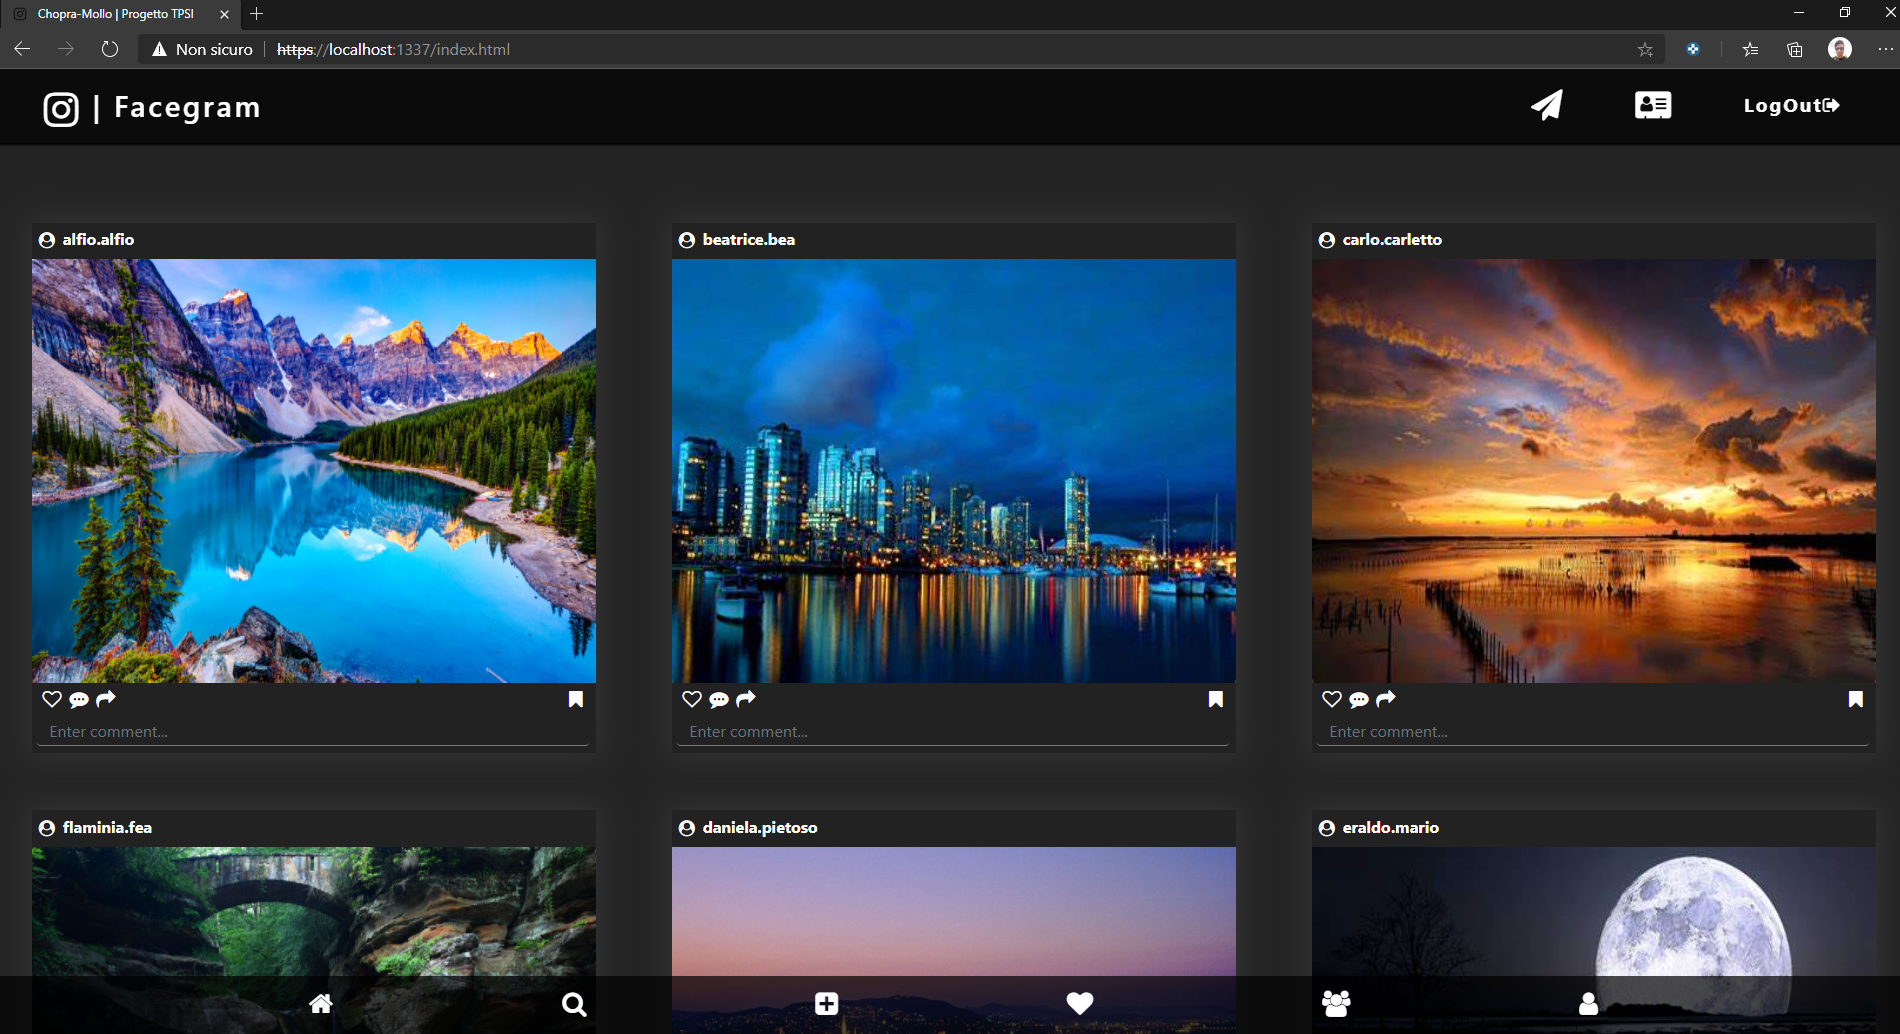 Chopra-Mollo | Progetto TPSI
Non sicuro | https://localhost:1337/index.html
| Facegram
LogOut
alfio.alfio
beatrice.bea
carlo.carletto
Enter comment...
Enter comment...
Enter comment...
flaminia.fea
daniela.pietoso
eraldo.mario